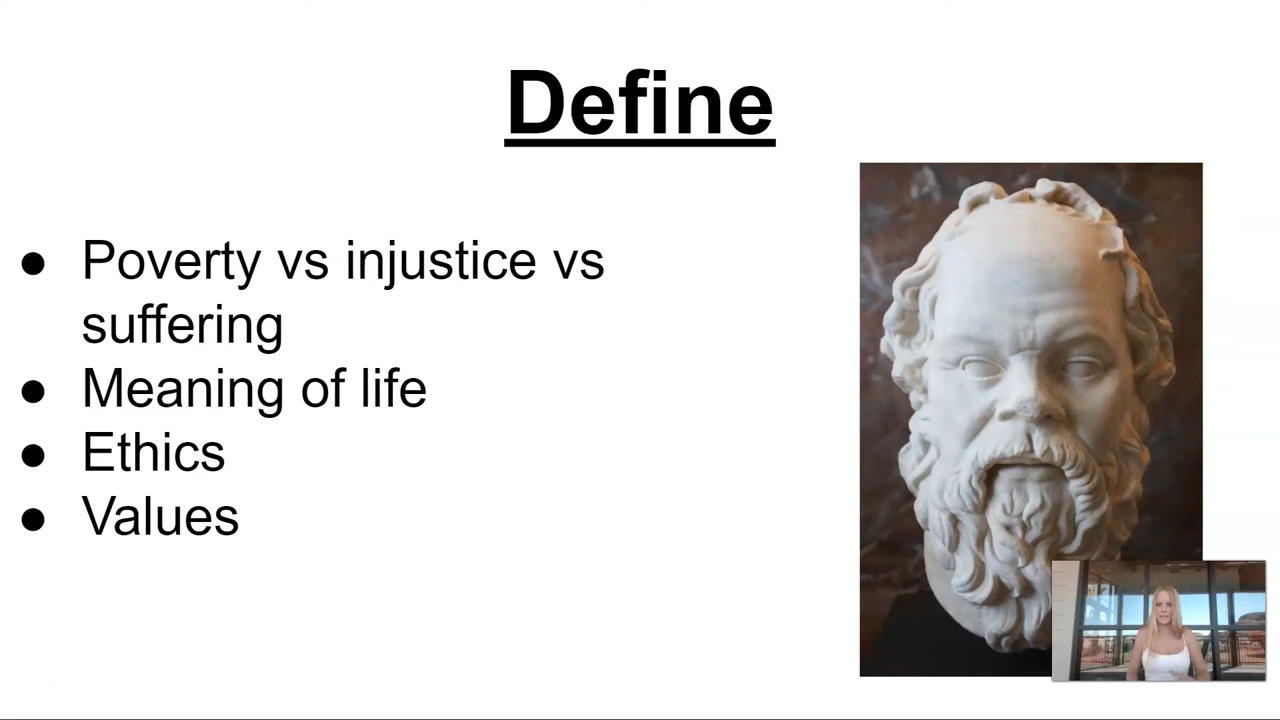 Define
● Poverty vs injustice vs
suffering
● Meaning of life
● Ethics
● Values